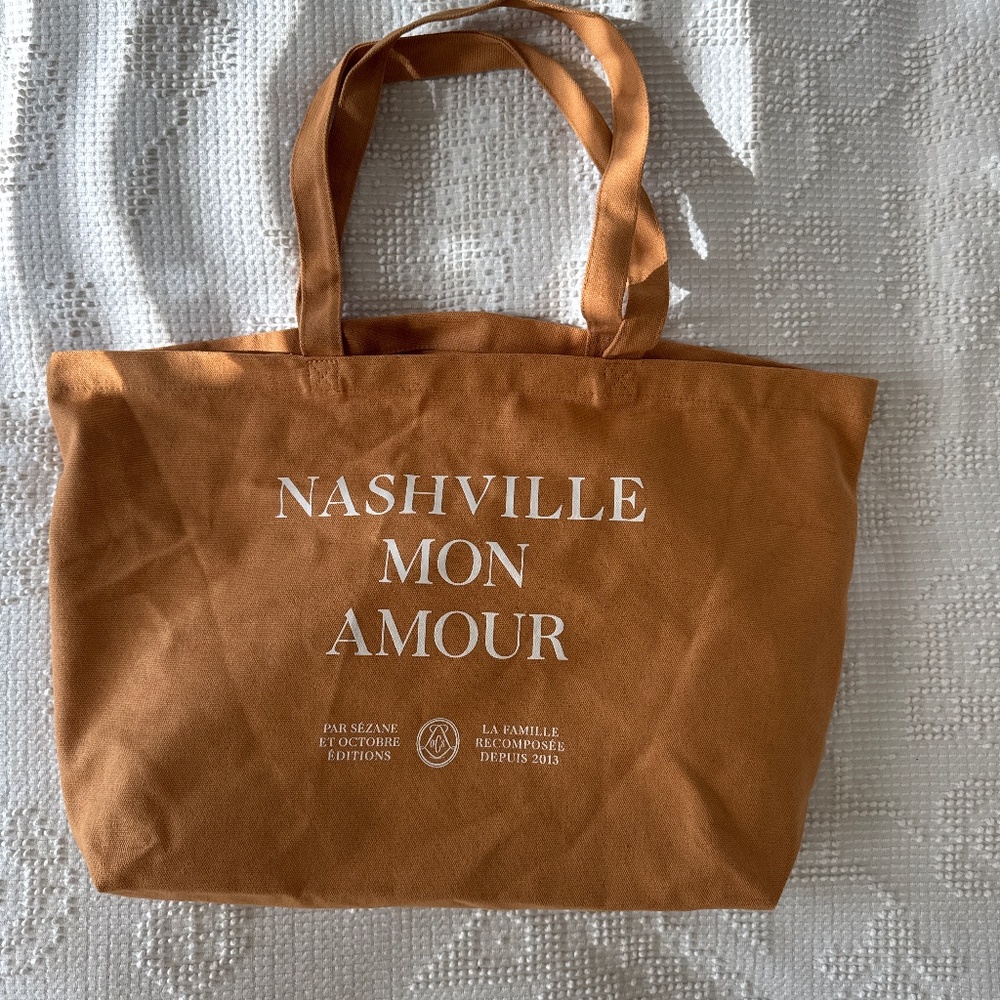 NASHVILLE
MON
AMOUR
PAR SÉZANE
ET OCTOBRE
ÉDITIONS
LA FAMILLE
RECOMPOSÉE
DEPUIS 2013